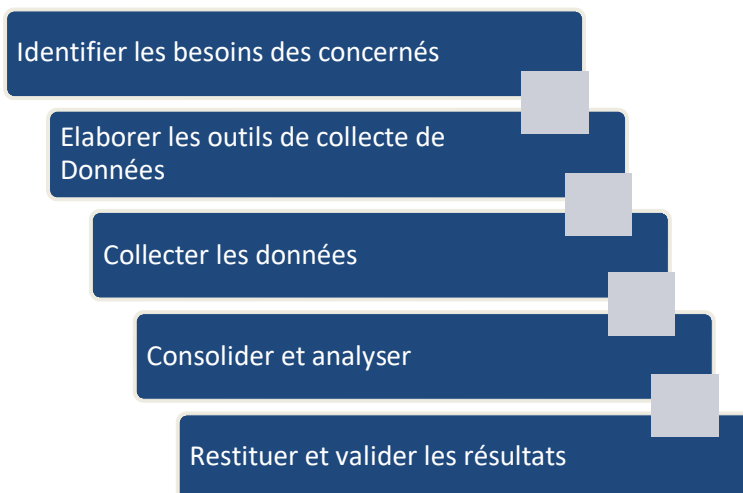 Identifier les besoins des concernés
Elaborer les outils de collecte de
Données
Collecter les données
Consolider et analyser
Restituer et valider les résultats